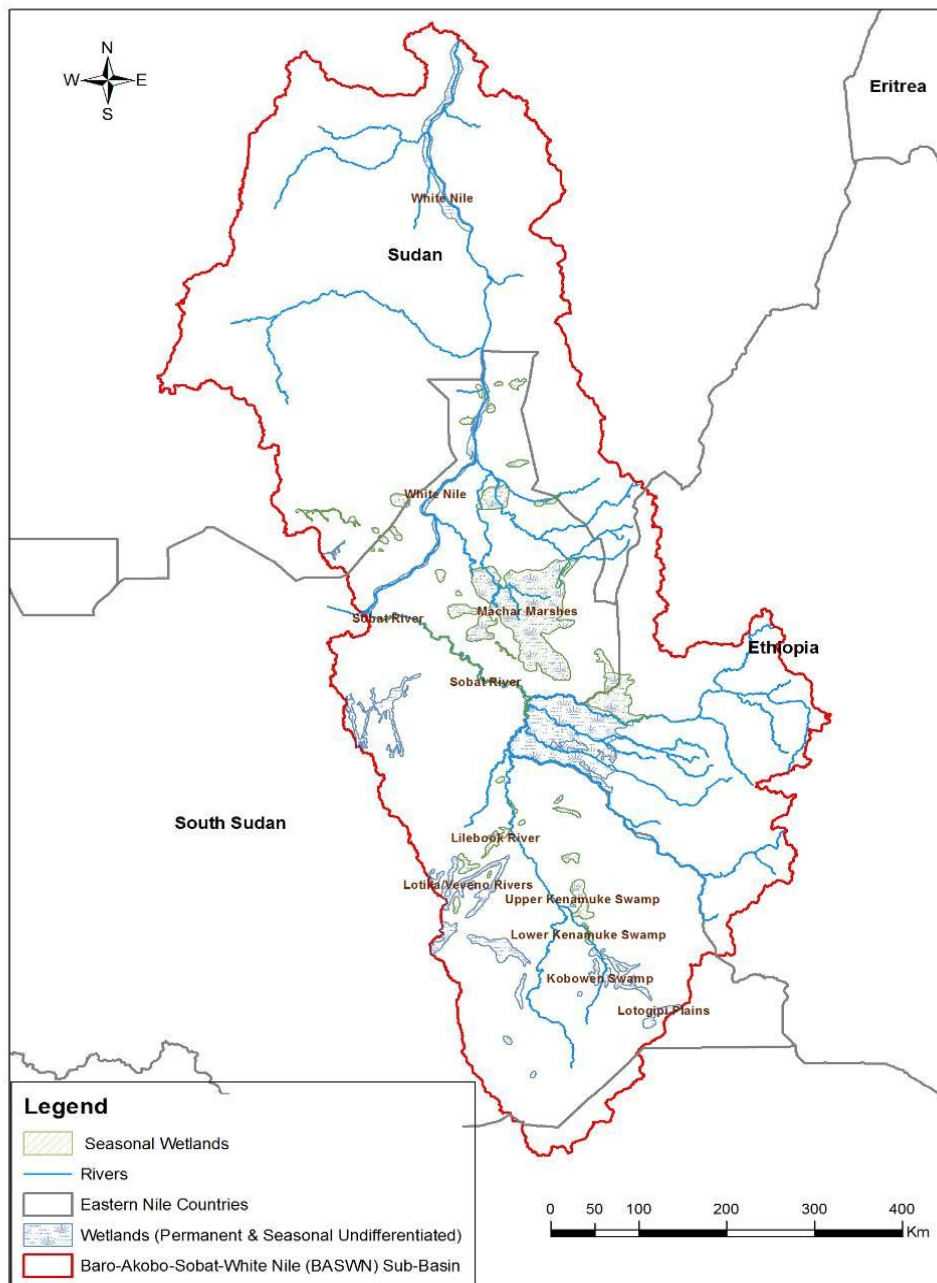 N
W E
S
Eritrea
White Nile
Sudan
White Nile
Machar Marshes
Sobat River
Ethiopia
Sobat River
South Sudan
Lilebook River
Lotika/Veveno Rivers
Upper Kenamuke Swamp
Lower Kenamuke Swamp
Kobowen Swamp
Lotogipi Plains
Legend
Seasonal Wetlands
Rivers
Eastern Nile Countries
Wetlands (Permanent & Seasonal Undifferentiated)
Baro-Akobo-Sobat-White Nile (BASWN) Sub-Basin
0 50 100 200 300 400
Km